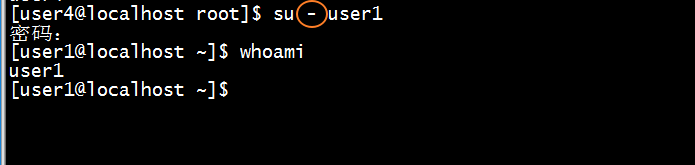 [user4@localhost root]$ su - user1
密码：
[user1@localhost ~]$ whoami
user1
[user1@localhost ~]$